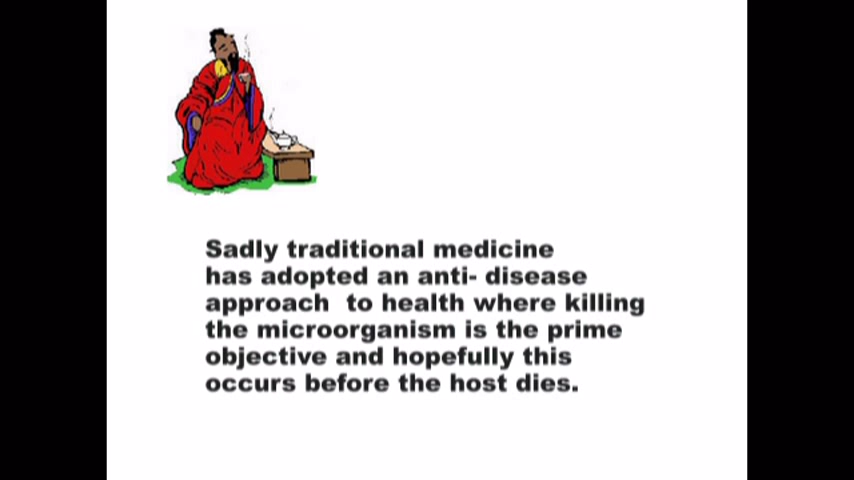 Sadly traditional medicine
has adopted an anti- disease
approach  to health where killing
the microorganism is the prime
objective and hopefully this
occurs before the host dies.